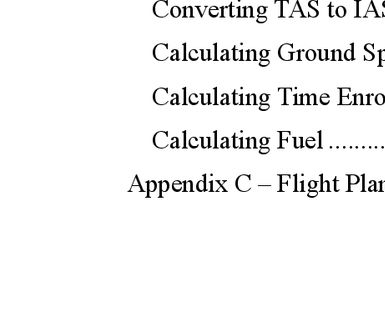 Converting TAS to IAS
Calculating Ground Sp
Calculating Time Enro
Calculating Fuel .........
Appendix C – Flight Plan